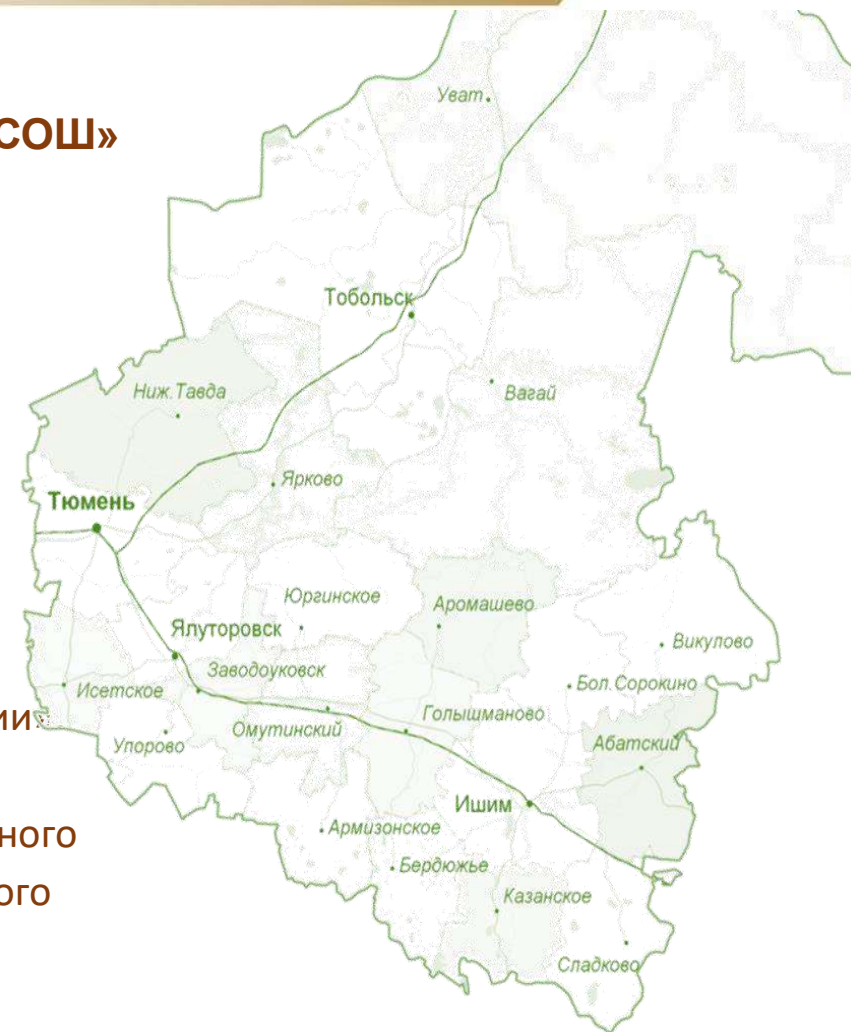 СОШ»
Уват
Тобольск
Ниж.Тавда
Вагай
Ярково
Тюмень
Юргинское
Аромашево
Ялуторовск
Викулово
Заводоуковск
Исетское
Бол.Сорокино
ии:
Омутинский
Голышманово
Упорово
Абатский
Ишим
ного
Армизонское
Бердюжье
ого
Казанское
Сладково